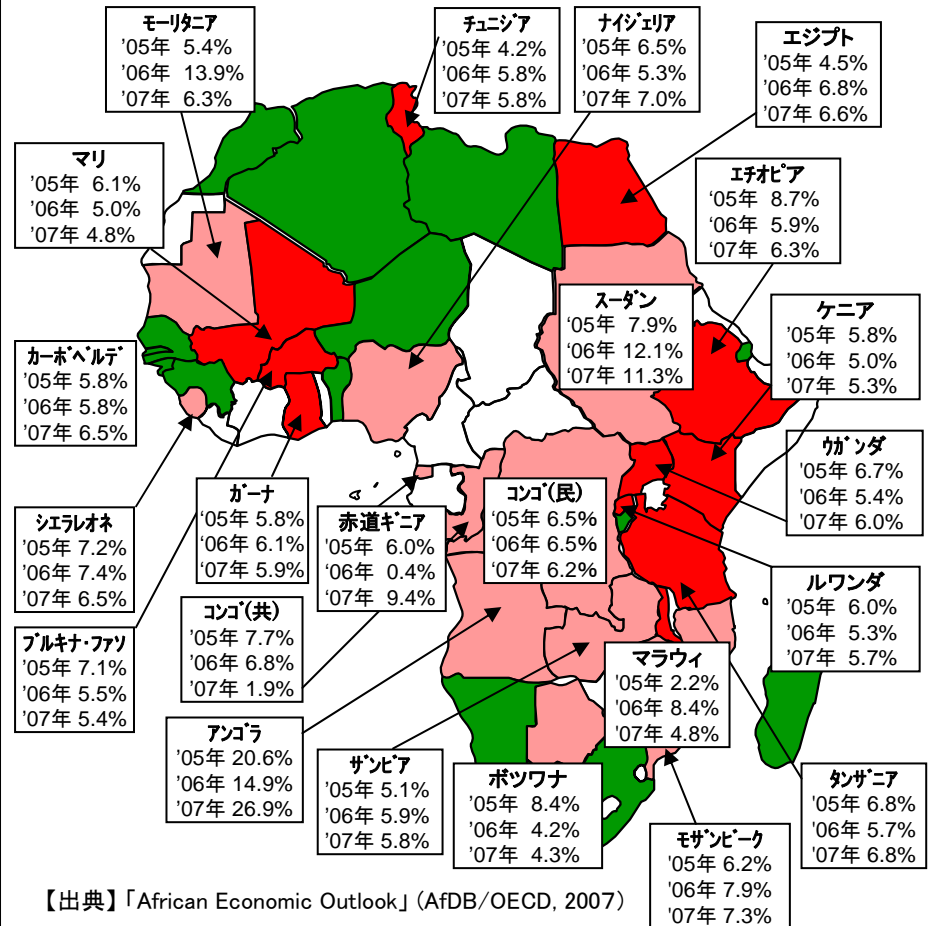 モーリタニア
'05年 5.4%
'06年 13.9%
'07年 6.3%
チュニジア
'05年 4.2%
'06年 5.8%
'07年 5.8%
ナイジェリア
'05年 6.5%
'06年 5.3%
'07年 7.0%
エジプト
'05年 4.5%
'06年 6.8%
'07年 6.6%
マリ
'05年 6.1%
'06年 5.0%
'07年 4.8%
エチオピア
'05年 8.7%
‘06年 5.9%
‘07年 6.3%
スーダン
‘05年 7.9%
‘06年 12.1%
‘07年 11.3%
ケニア
'05年 5.8%
'06年 5.0%
'07年 5.3%
カーボベルデ
'05年 5.8%
'06年 5.8%
'07年 6.5%
ウガンダ
'05年 6.7%
'06年 5.4%
'07年 6.0%
シエラレオネ
'05年 7.2%
'06年 7.4%
'07年 6.5%
ガーナ
'05年 5.8%
'06年 6.1%
'07年 5.9%
赤道ギニア
'05年 6.0%
'06年 0.4%
'07年 9.4%
コンゴ(民)
'05年 6.5%
'06年 6.5%
'07年 6.2%
ルワンダ
'05年 6.0%
'06年 5.3%
'07年 5.7%
コンゴ(共)
'05年 7.7%
'06年 6.8%
'07年 1.9%
ブルキナ・ファソ
'05年 7.1%
'06年 5.5%
'07年 5.4%
マラウィ
'05年 2.2%
'06年 8.4%
'07年 4.8%
アンゴラ
'05年 20.6%
'06年 14.9%
'07年 26.9%
ザンビア
'05年 5.1%
'06年 5.9%
'07年 5.8%
ボツワナ
'05年 8.4%
'06年 4.2%
'07年 4.3%
タンザニア
'05年 6.8%
'06年 5.7%
'07年 6.8%
モザンビーク
'05年 6.2%
'06年 7.9%
'07年 7.3%
【出典】「African Economic Outlook」(AfDB/OECD, 2007)